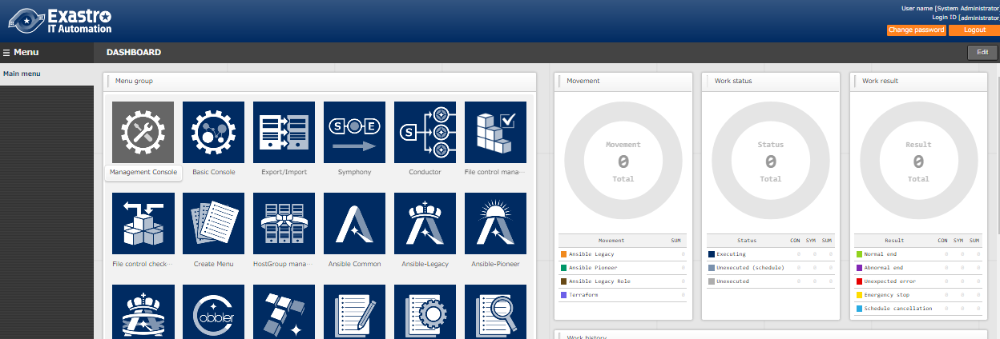 Exastro
IT Automation
User name [System Administrator
Login ID [administrator
Change password
Logout
Menu
DASHBOARD
Edit
Main menu
Menu group
Management Console
Basic Console
Export/Import
Symphony
S O E
Conductor
S
File control mana···
File control check···
Create Menu
HostGroup mana···
Ansible Common
Ansible-Legacy
Ansible-Pioneer
obbler
Movement
Movement
0
Total
Movement SUM
Ansible Legacy 0
Ansible Pioneer 0
Ansible Legacy Role 0
Terraform 0
Work status
Status
0
Total
Status CON SYM SUM
Executing 0 0 0
Unexecuted (schedule) 0 0 0
Unexecuted 0 0 0
Work result
Result
0
Total
Result CON SYM SUM
Normal end 0 0 0
Abnormal end 0 0 0
Unexpected error 0 0 0
Emergency stop 0 0 0
Schedule cancellation 0 0 0
Work history